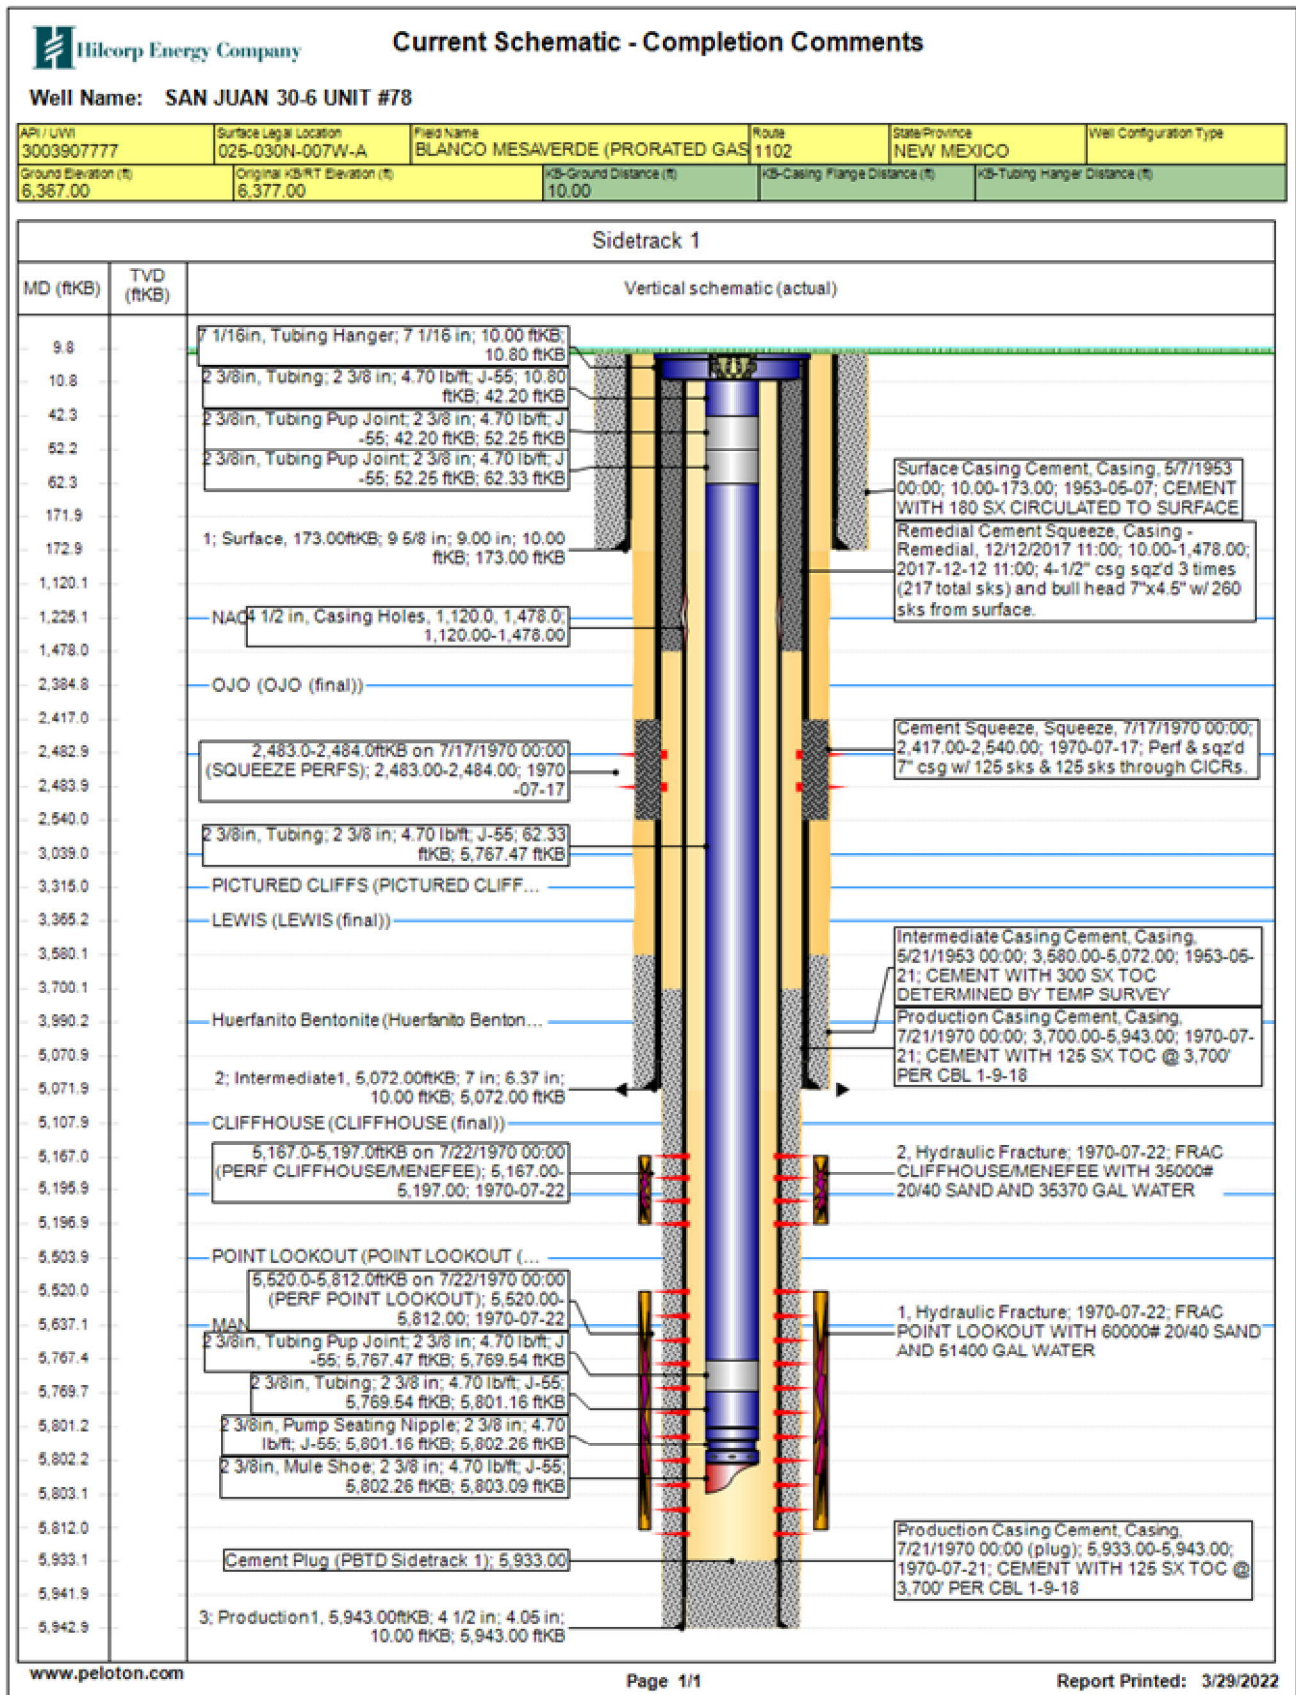 Hilcorp Energy Company
Current Schematic - Completion Comments
Well Name: SAN JUAN 30-6 UNIT #78
API / UWI
3003907777
Surface Legal Location
025-030N-007W-A
Field Name
BLANCO MESAVERDE (PRORATED GAS
Route
1102
State/Province
NEW MEXICO
Well Configuration Type
Ground Elevation (ft)
6,367.00
Original KB/RT Elevation (ft)
6,377.00
KB-Ground Distance (ft)
10.00
KB-Casing Flange Distance (ft)
KB-Tubing Hanger Distance (ft)
Sidetrack 1
MD (ftKB)
TVD
(ftKB)
Vertical schematic (actual)
9.8
10.8
42.3
52.2
62.3
171.9
172.9
1,120.1
1,225.1
1,478.0
2,384.8
2,417.0
2,482.9
2,483.9
2,540.0
3,039.0
3,315.0
3,365.2
3,580.1
3,700.1
3,990.2
5,070.9
5,071.9
5,107.9
5,167.0
5,195.9
5,196.9
5,503.9
5,520.0
5,637.1
5,767.4
5,769.7
5,801.2
5,802.2
5,803.1
5,812.0
5,933.1
5,941.9
5,942.9
7 1/16in, Tubing Hanger; 7 1/16 in; 10.00 ftKB;
10.80 ftKB
2 3/8in, Tubing; 2 3/8 in; 4.70 lb/ft; J-55; 10.80
ftKB; 42.20 ftKB
2 3/8in, Tubing Pup Joint; 2 3/8 in; 4.70 lb/ft; J
-55; 42.20 ftKB; 52.25 ftKB
2 3/8in, Tubing Pup Joint; 2 3/8 in; 4.70 lb/ft; J
-55; 52.25 ftKB; 62.33 ftKB
1; Surface, 173.00ftKB; 9 5/8 in; 9.00 in; 10.00
ftKB; 173.00 ftKB
NAC
4 1/2 in, Casing Holes, 1,120.0, 1,478.0;
1,120.00-1,478.00
OJO (OJO (final))
2,483.0-2,484.0ftKB on 7/17/1970 00:00
(SQUEEZE PERFS); 2,483.00-2,484.00; 1970
-07-17
2 3/8in, Tubing; 2 3/8 in; 4.70 lb/ft; J-55; 62.33
ftKB; 5,767.47 ftKB
PICTURED CLIFFS (PICTURED CLIFF...
LEWIS (LEWIS (final))
Huerfanito Bentonite (Huerfanito Benton...
2; Intermediate1, 5,072.00ftKB; 7 in; 6.37 in;
10.00 ftKB; 5,072.00 ftKB
CLIFFHOUSE (CLIFFHOUSE (final))
5,167.0-5,197.0ftKB on 7/22/1970 00:00
(PERF CLIFFHOUSE/MENEFEE); 5,167.00-
5,197.00; 1970-07-22
POINT LOOKOUT (POINT LOOKOUT (...
5,520.0-5,812.0ftKB on 7/22/1970 00:00
(PERF POINT LOOKOUT); 5,520.00-
5,812.00; 1970-07-22
MAN
2 3/8in, Tubing Pup Joint; 2 3/8 in; 4.70 lb/ft; J
-55; 5,767.47 ftKB; 5,769.54 ftKB
2 3/8in, Tubing; 2 3/8 in; 4.70 lb/ft; J-55;
5,769.54 ftKB; 5,801.16 ftKB
2 3/8in, Pump Seating Nipple; 2 3/8 in; 4.70
lb/ft; J-55; 5,801.16 ftKB; 5,802.26 ftKB
2 3/8in, Mule Shoe; 2 3/8 in; 4.70 lb/ft; J-55;
5,802.26 ftKB; 5,803.09 ftKB
Cement Plug (PBTD Sidetrack 1); 5,933.00
3; Production1, 5,943.00ftKB; 4 1/2 in; 4.05 in;
10.00 ftKB; 5,943.00 ftKB
Surface Casing Cement, Casing, 5/7/1953
00:00; 10.00-173.00; 1953-05-07; CEMENT
WITH 180 SX CIRCULATED TO SURFACE
Remedial Cement Squeeze, Casing -
Remedial, 12/12/2017 11:00; 10.00-1,478.00;
2017-12-12 11:00; 4-1/2" csg sqz'd 3 times
(217 total sks) and bull head 7"x4.5" w/ 260
sks from surface.
Cement Squeeze, Squeeze, 7/17/1970 00:00;
2,417.00-2,540.00; 1970-07-17; Perf & sqz'd
7" csg w/ 125 sks & 125 sks through CICRs.
Intermediate Casing Cement, Casing,
5/21/1953 00:00; 3,580.00-5,072.00; 1953-05-
21; CEMENT WITH 300 SX TOC
DETERMINED BY TEMP SURVEY
Production Casing Cement, Casing,
7/21/1970 00:00; 3,700.00-5,943.00; 1970-07-
21; CEMENT WITH 125 SX TOC @ 3,700'
PER CBL 1-9-18
2, Hydraulic Fracture; 1970-07-22; FRAC
CLIFFHOUSE/MENEFEE WITH 35000#
20/40 SAND AND 35370 GAL WATER
1, Hydraulic Fracture; 1970-07-22; FRAC
POINT LOOKOUT WITH 60000# 20/40 SAND
AND 51400 GAL WATER
Production Casing Cement, Casing,
7/21/1970 00:00 (plug); 5,933.00-5,943.00;
1970-07-21; CEMENT WITH 125 SX TOC @
3,700' PER CBL 1-9-18
www.peloton.com
Page 1/1
Report Printed: 3/29/2022